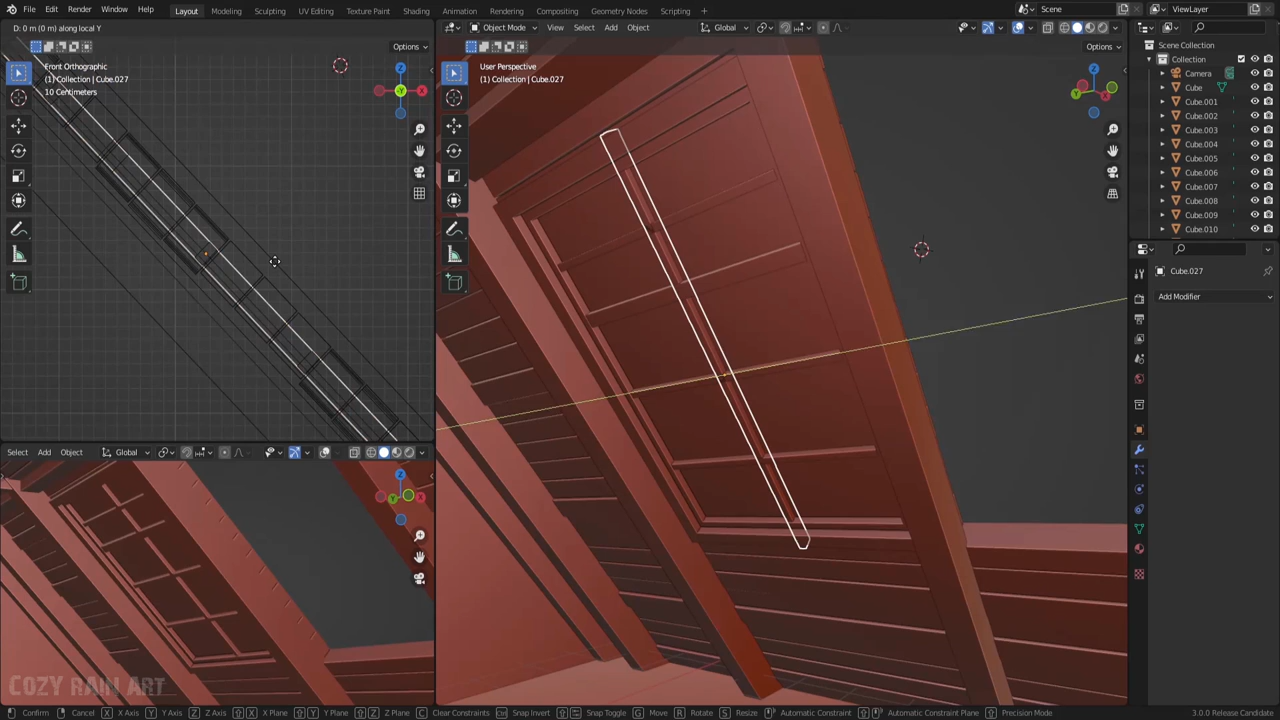 File Edit Render Window Help Layout Modeling Sculpting UV Editing Texture Paint Shading Animation Rendering Compositing Geometry Nodes Scripting Scene ViewLayer
D: 0 m (0 m) along local Y
Object Mode View Select Add Object Global
Options
Options
Front Orthographic
(1) Collection | Cube.027
10 Centimeters
User Perspective
(1) Collection | Cube.027
Scene Collection
Collection
Camera
Cube
Cube.001
Cube.002
Cube.003
Cube.004
Cube.005
Cube.006
Cube.007
Cube.008
Cube.009
Cube.010
Cube.027
Add Modifier
Select Add Object Global
COZY RAIN ART
Confirm Cancel X X Axis Y Y Axis Z Z Axis X X Plane Y Y Plane Z Z Plane C Clear Constraints Snap Invert Snap Toggle G Move R Rotate S Resize Automatic Constraint Automatic Constraint Plane Precision Mode 3.0.0 Release Candidate